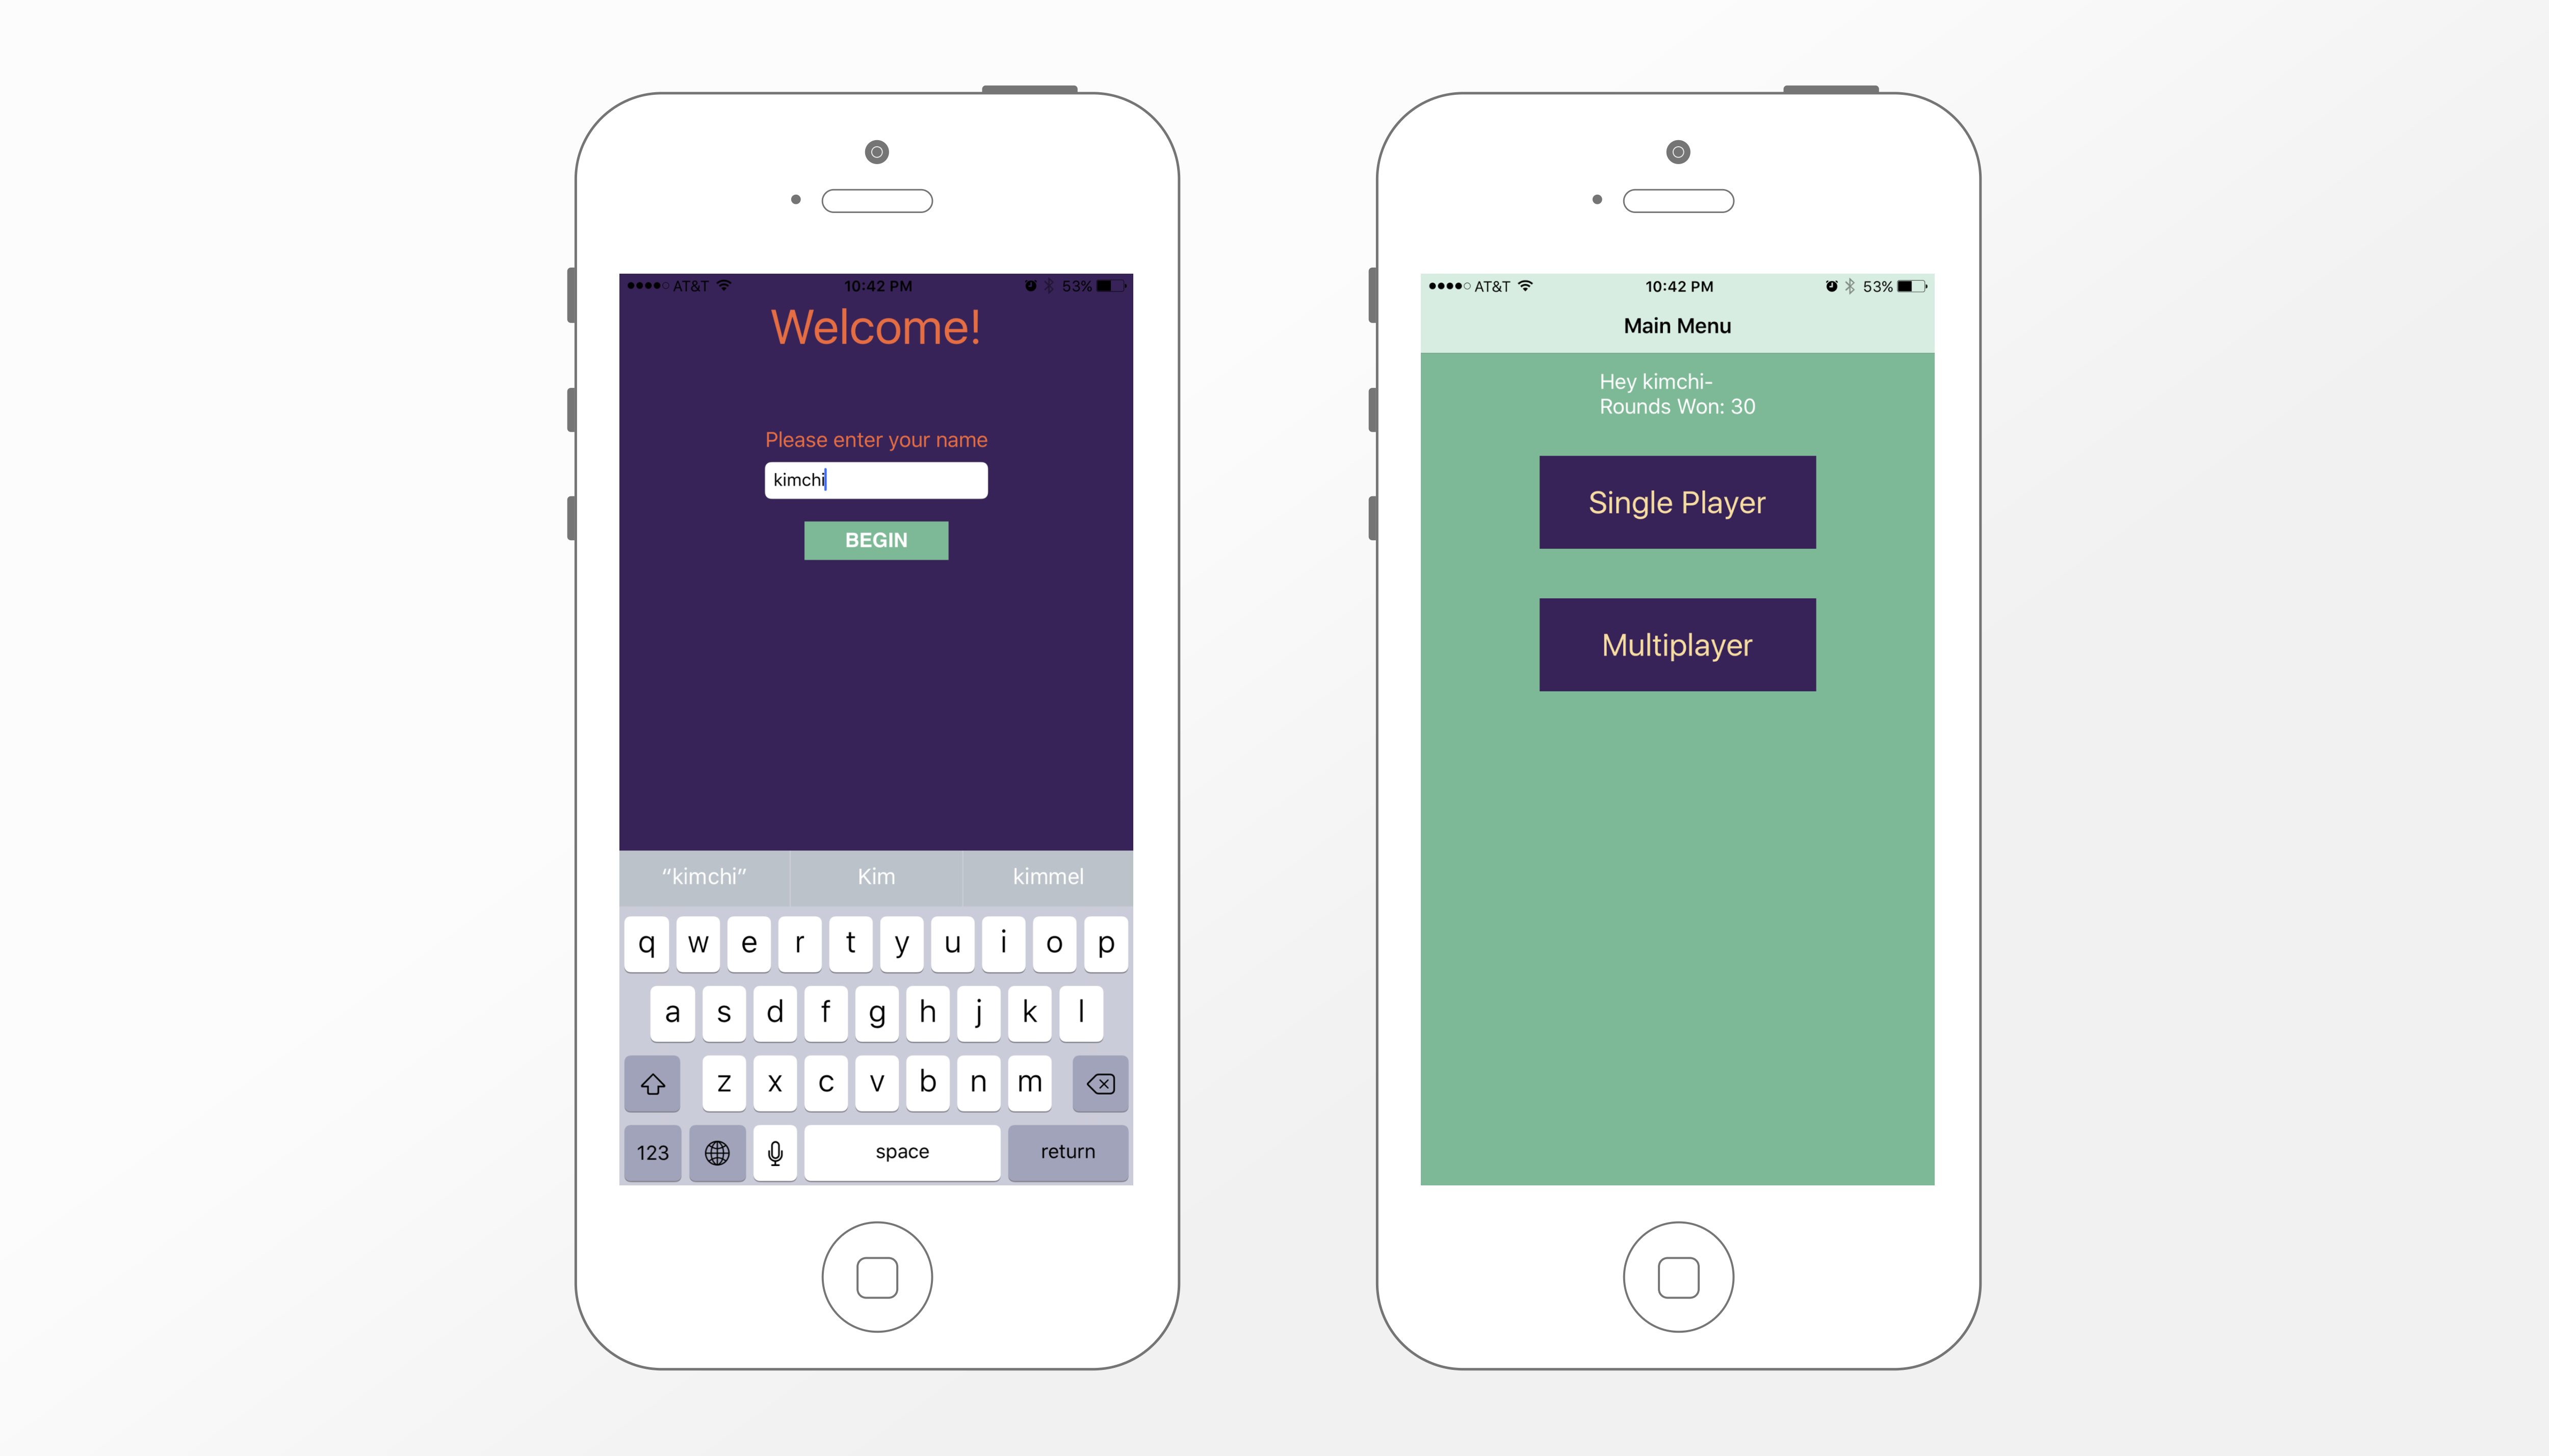 AT&T 10:42 PM 53%
Welcome!
Please enter your name
kimchi
BEGIN
“kimchi” Kim kimmel
q w e r t y u i o p
a s d f g h j k l
z x c v b n m
123 space return
AT&T 10:42 PM 53%
Main Menu
Hey kimchi-
Rounds Won: 30
Single Player
Multiplayer